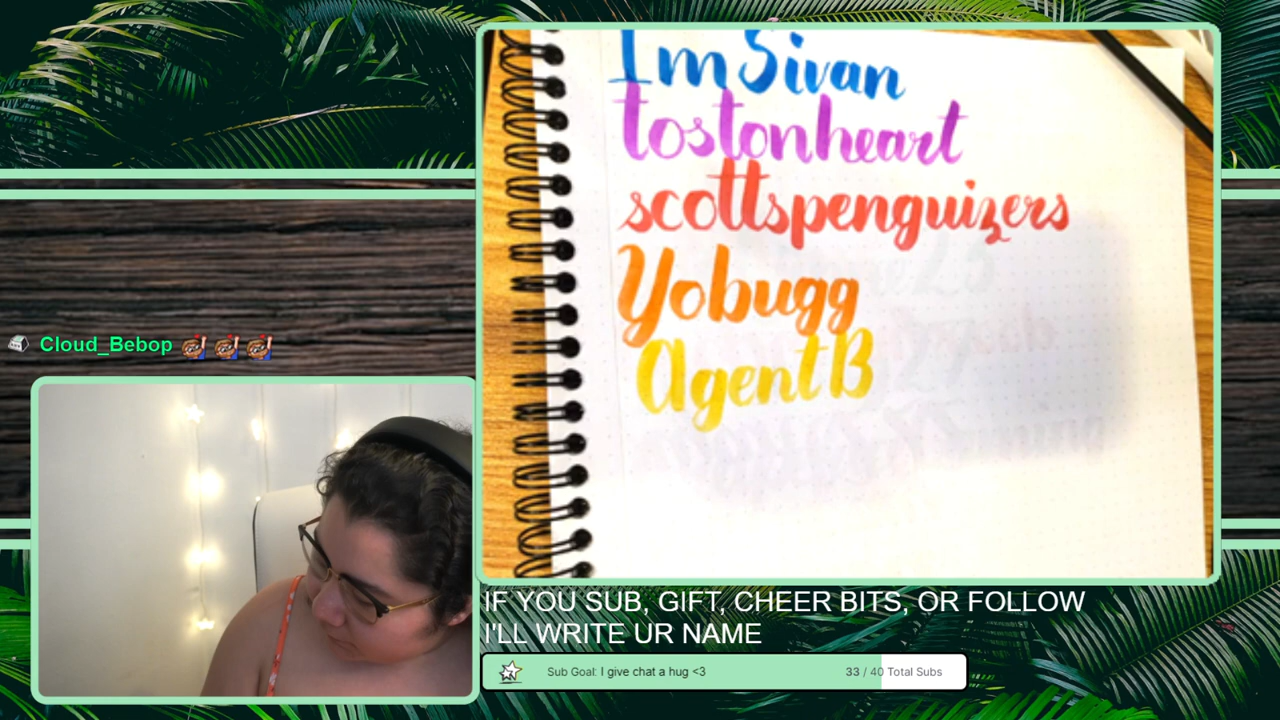 ImSivan
tostonheart
scottspenguizers
Yobugg
AgentB
Cloud_Bebop
IF YOU SUB, GIFT, CHEER BITS, OR FOLLOW
I'LL WRITE UR NAME
Sub Goal: I give chat a hug <3 33 / 40 Total Subs